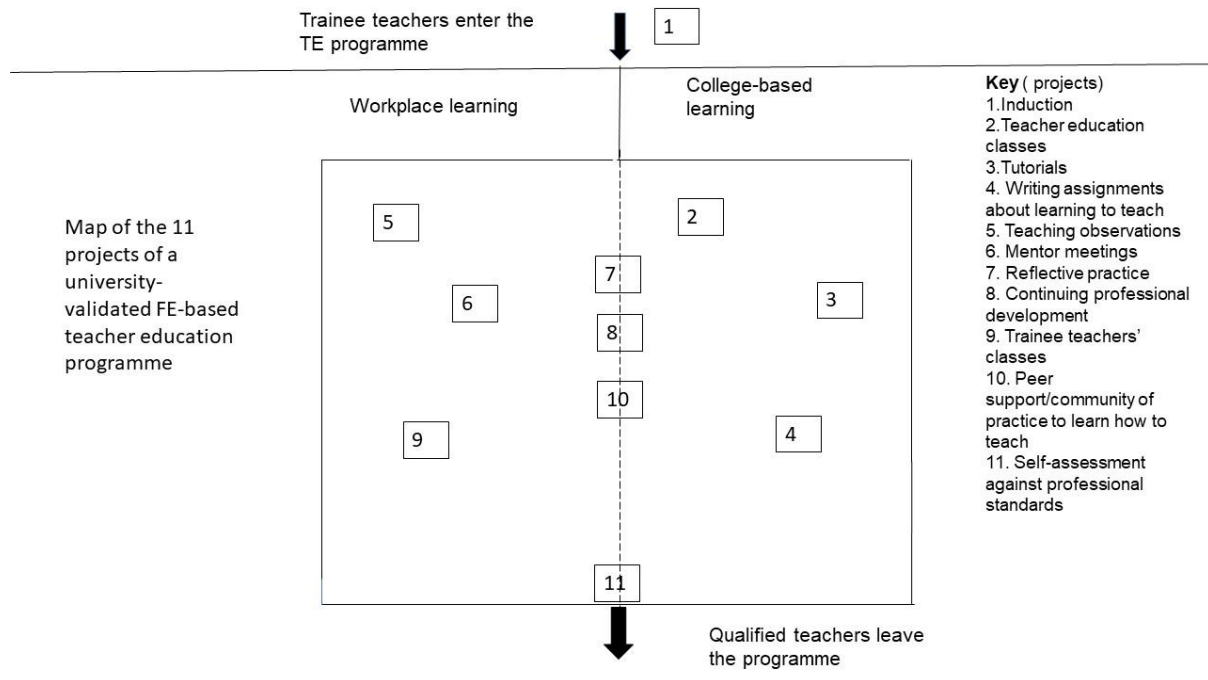 Trainee teachers enter the
TE programme
1
Workplace learning
College-based
learning
Map of the 11
projects of a
university-
validated FE-based
teacher education
programme
5
2
7
6
3
8
10
9
4
11
Qualified teachers leave
the programme
Key ( projects)
1.Induction
2.Teacher education
classes
3.Tutorials
4. Writing assignments
about learning to teach
5. Teaching observations
6. Mentor meetings
7. Reflective practice
8. Continuing professional
development
9. Trainee teachers’
classes
10. Peer
support/community of
practice to learn how to
teach
11. Self-assessment
against professional
standards